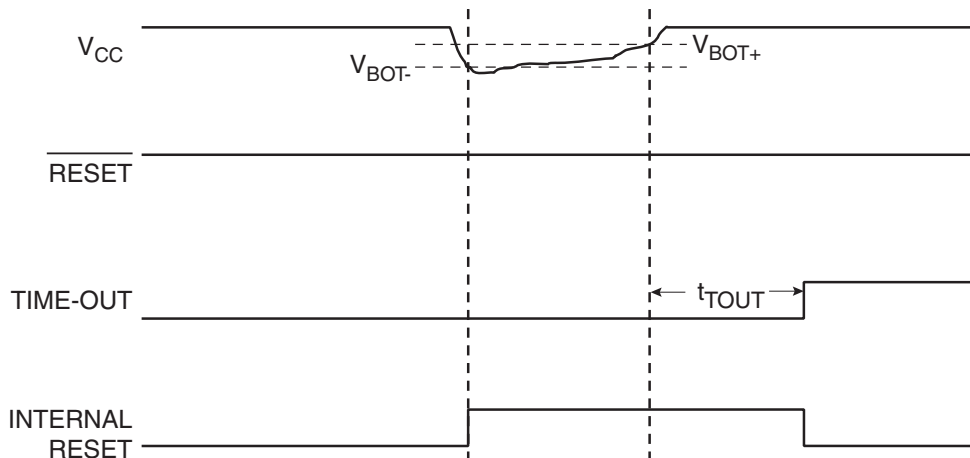 VCC
VBOT-
VBOT+
RESET
TIME-OUT
tTOUT
INTERNAL
RESET